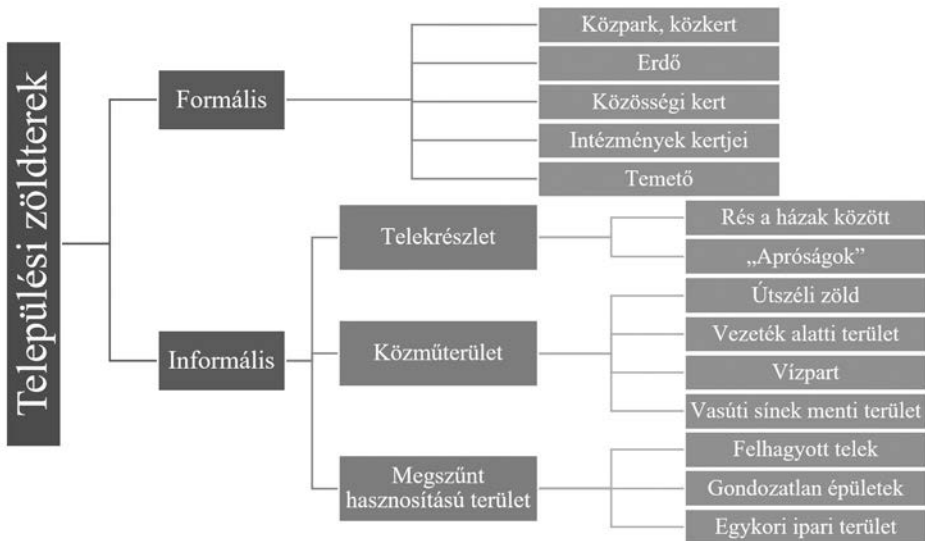 Települési zöldterek
Formális
Közpark, közkert
Erdő
Közösségi kert
Intézmények kertjei
Temető
Informális
Telekrészlet
Rés a házak között
„Apróságok”
Közműterület
Útszéli zöld
Vezeték alatti terület
Vízpart
Vasúti sínek menti terület
Megszűnt
hasznosítású terület
Felhagyott telek
Gondozatlan épületek
Egykori ipari terület